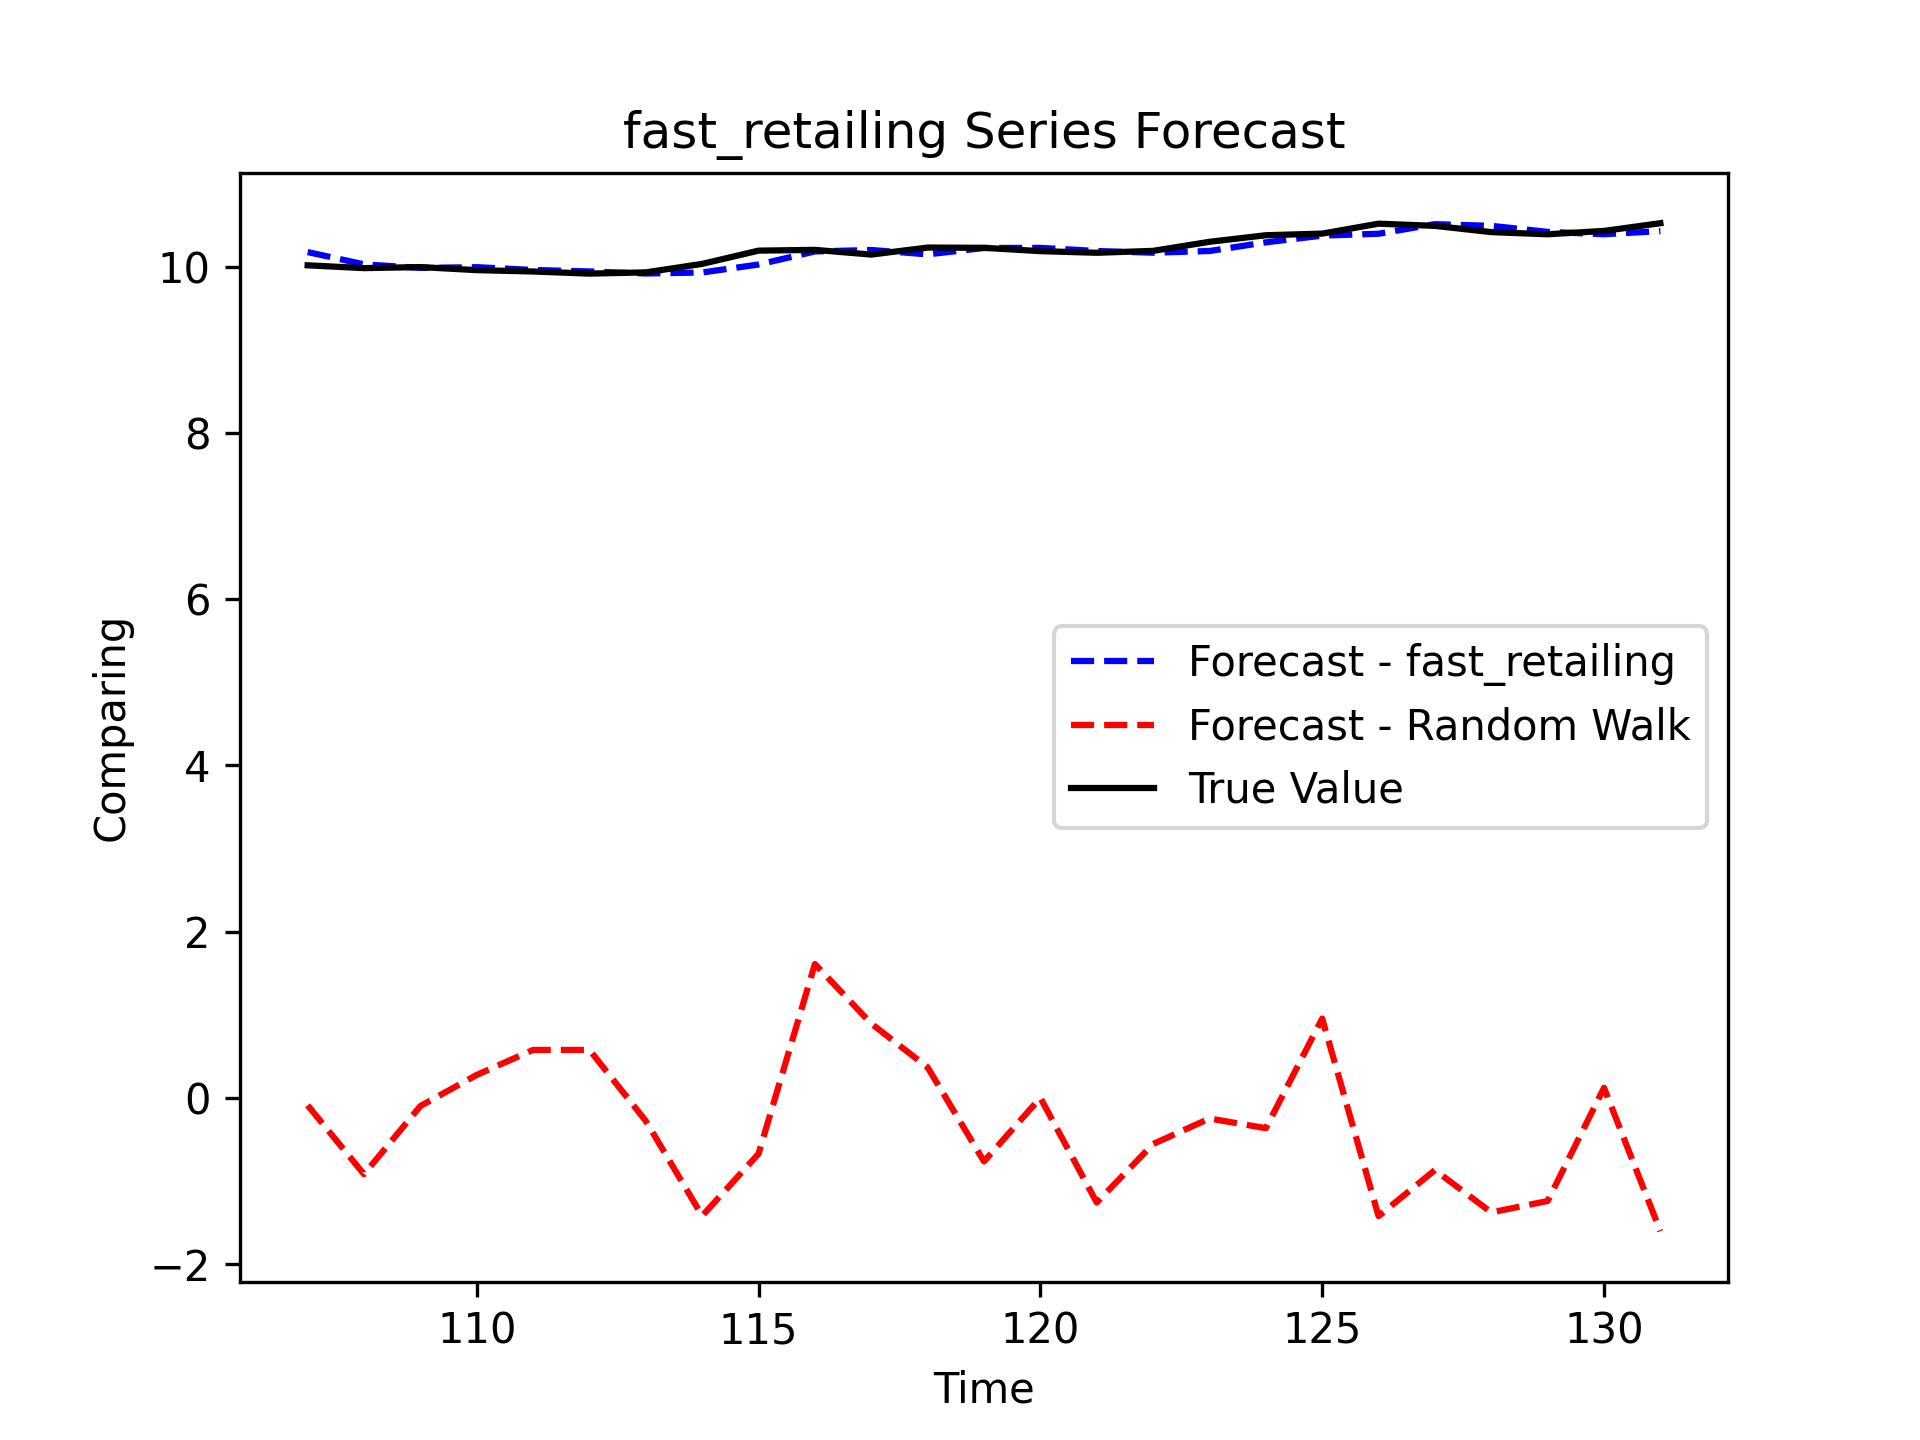 fast_retailing Series Forecast
Comparing
10
8
6
4
2
0
−2
Forecast - fast_retailing
Forecast - Random Walk
True Value
110 115 120 125 130
Time